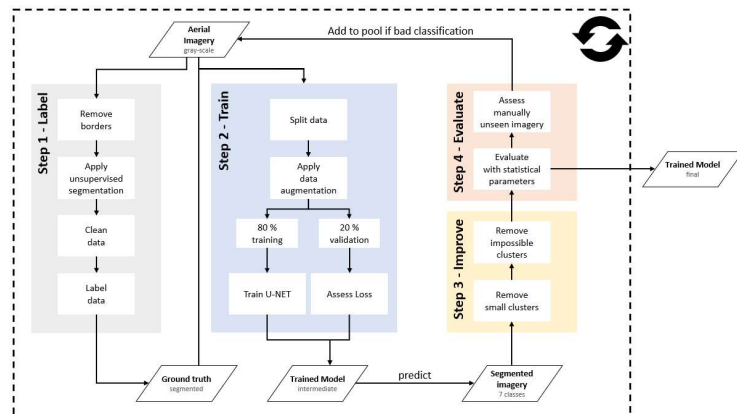 Aerial
Imagery
gray-scale
Add to pool if bad classification
Step 1 - Label
Remove
borders
Apply
unsupervised
segmentation
Clean
data
Label
data
Ground truth
segmented
Step 2 - Train
Split data
Apply
data
augmentation
80 %
training
20 %
validation
Train U-NET
Assess Loss
Trained Model
intermediate
predict
Segmented
imagery
7 classes
Step 3 - Improve
Remove
small clusters
Remove
impossible
clusters
Step 4 - Evaluate
Evaluate
with statistical
parameters
Assess
manually
unseen imagery
Trained Model
final